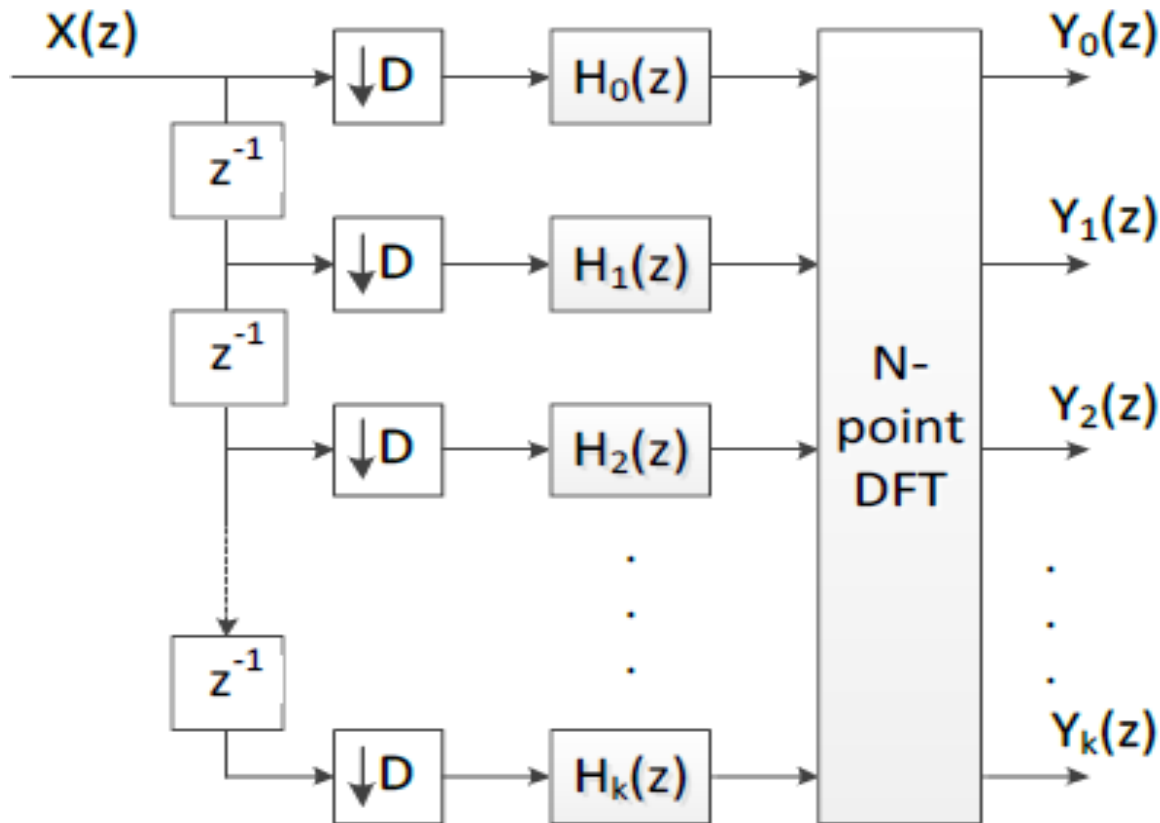 X(z)
↓D
H₀(z)
Y₀(z)
z⁻¹
↓D
H₁(z)
Y₁(z)
z⁻¹
↓D
H₂(z)
Y₂(z)
N-
point
DFT
.
.
.
.
.
.
z⁻¹
↓D
Hₖ(z)
Yₖ(z)